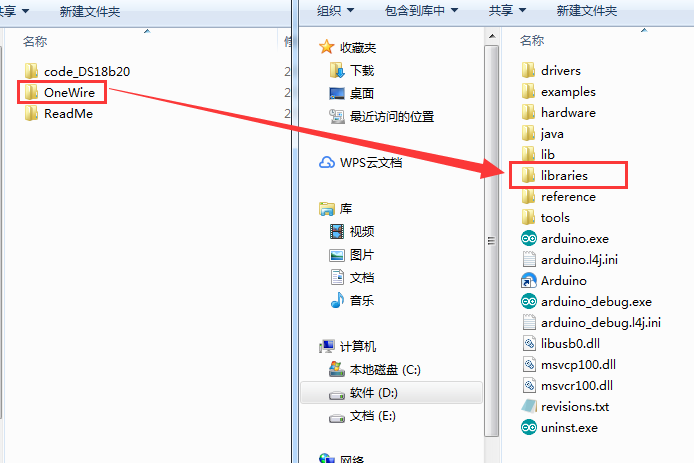 共享 新建文件夹
名称 修
code_DS18b20 2
OneWire 2
ReadMe 2
组织 包含到库中 共享 新建文件夹
收藏夹
下载
桌面
最近访问的位置
WPS云文档
库
视频
图片
文档
音乐
计算机
本地磁盘 (C:)
软件 (D:)
文档 (E:)
网络
名称
drivers
examples
hardware
java
lib
libraries
reference
tools
arduino.exe
arduino.l4j.ini
Arduino
arduino_debug.exe
arduino_debug.l4j.ini
libusb0.dll
msvcp100.dll
msvcr100.dll
revisions.txt
uninst.exe